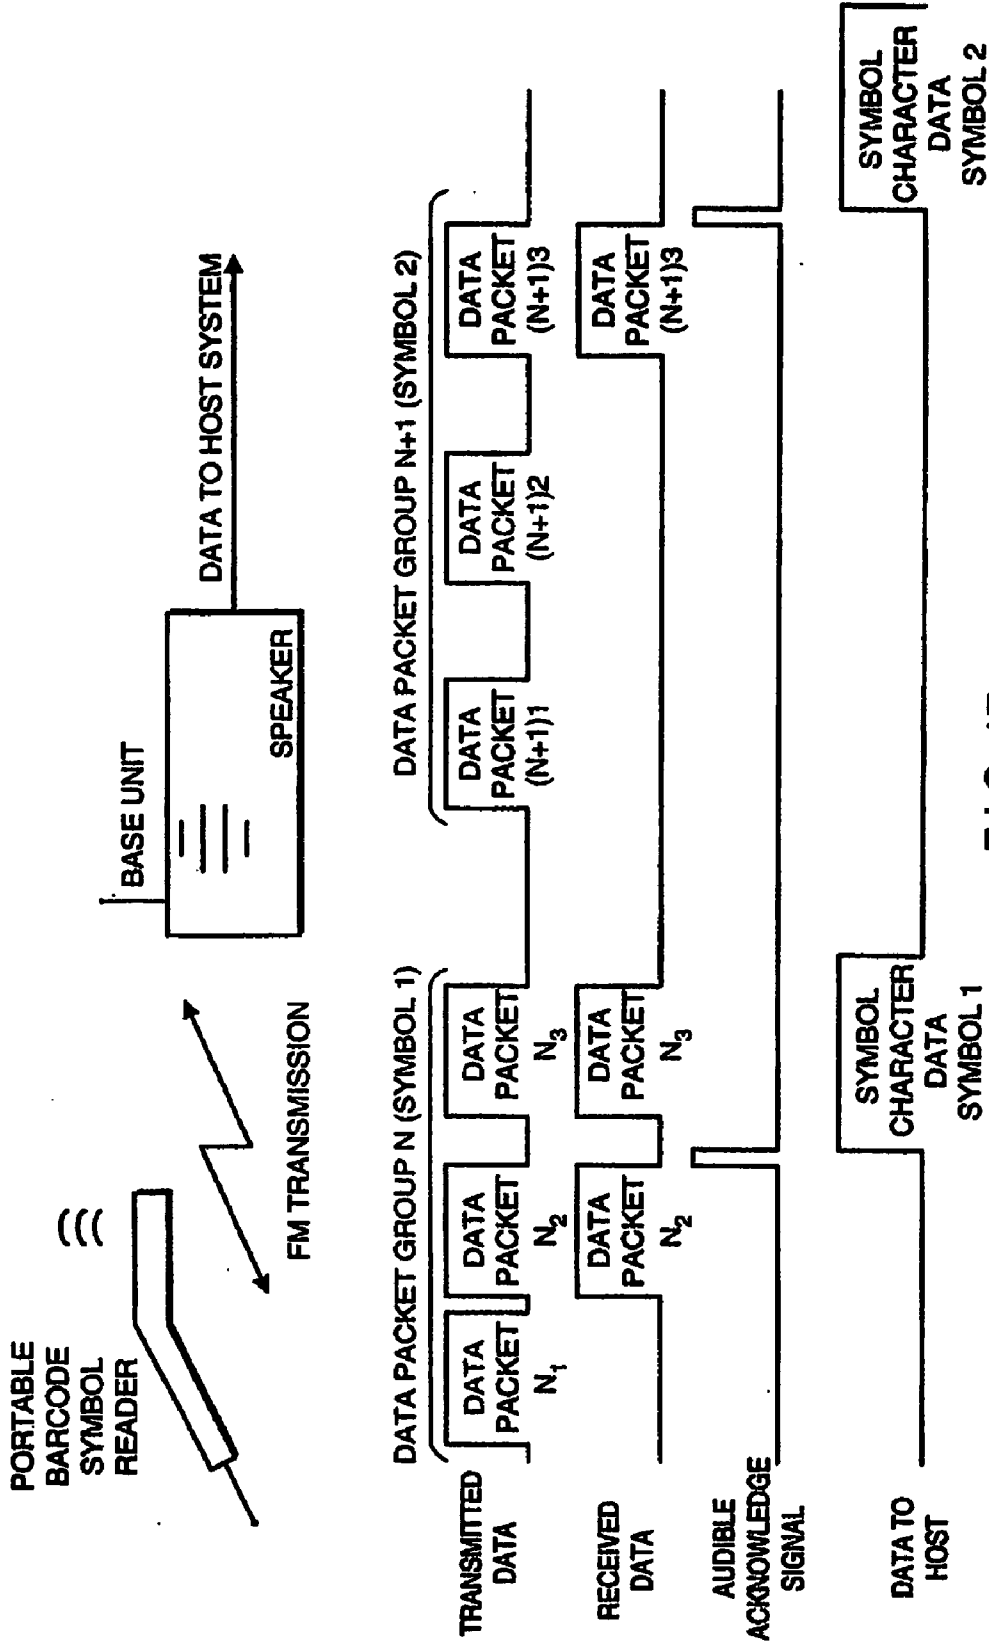 PORTABLE
BARCODE
SYMBOL
READER
FM TRANSMISSION
BASE UNIT
SPEAKER
DATA TO HOST SYSTEM
DATA PACKET GROUP N (SYMBOL 1)
DATA PACKET GROUP N+1 (SYMBOL 2)
TRANSMITTED
DATA
DATA
PACKET
N1
DATA
PACKET
N2
DATA
PACKET
N3
DATA
PACKET
(N+1)1
DATA
PACKET
(N+1)2
DATA
PACKET
(N+1)3
RECEIVED
DATA
DATA
PACKET
N2
DATA
PACKET
N3
DATA
PACKET
(N+1)3
AUDIBLE
ACKNOWLEDGE
SIGNAL
DATA TO
HOST
SYMBOL
CHARACTER
DATA
SYMBOL 1
SYMBOL
CHARACTER
DATA
SYMBOL 2